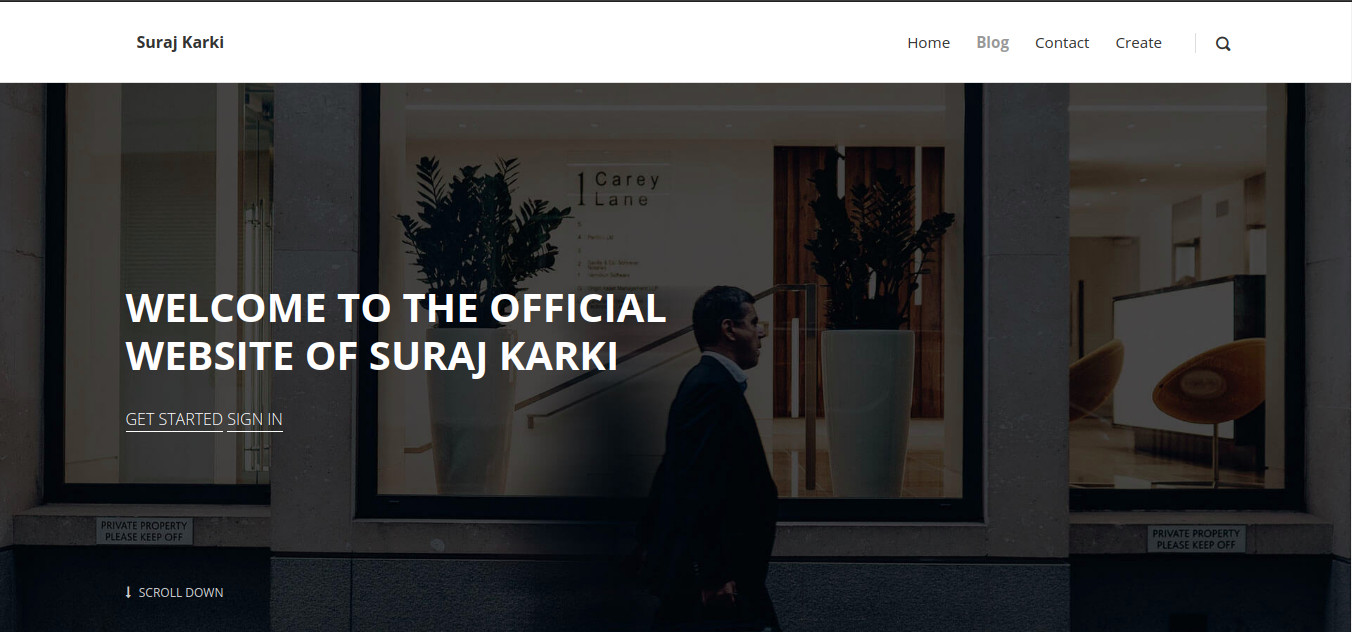 Suraj Karki
Home Blog Contact Create
1 Carey
Lane
WELCOME TO THE OFFICIAL
WEBSITE OF SURAJ KARKI
GET STARTED SIGN IN
PRIVATE PROPERTY
PLEASE KEEP OFF
PRIVATE PROPERTY
PLEASE KEEP OFF
SCROLL DOWN